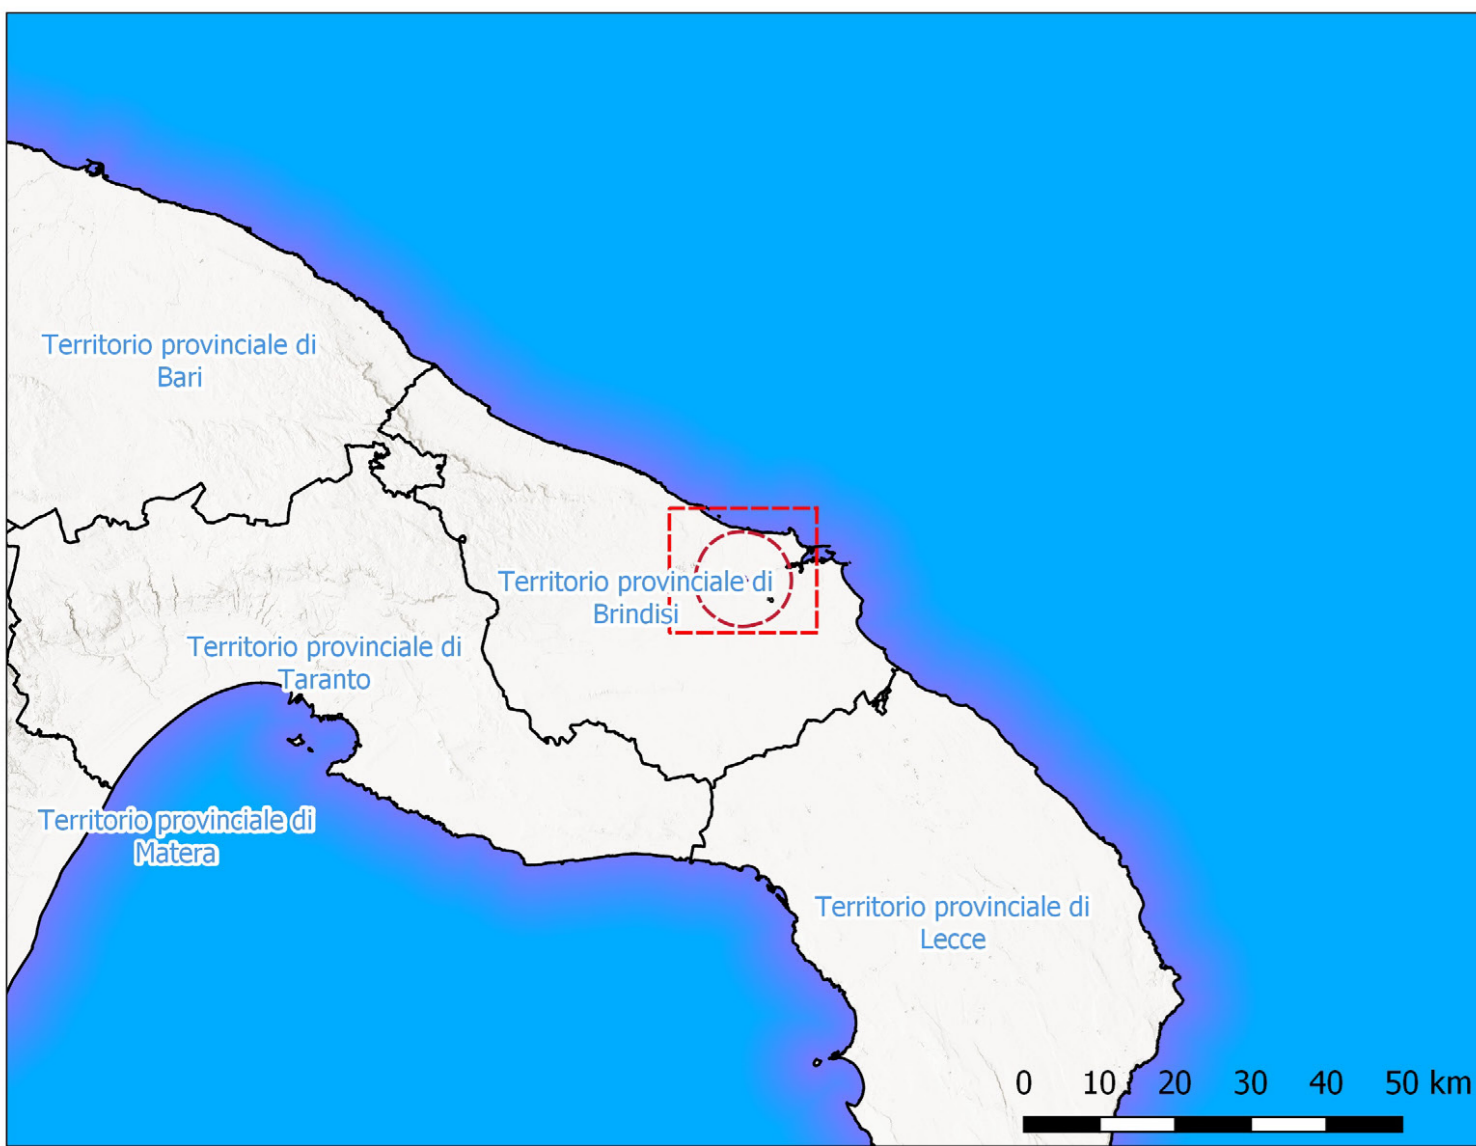 Territorio provinciale di
Bari
Territorio provinciale di
Brindisi
Territorio provinciale di
Taranto
Territorio provinciale di
Matera
Territorio provinciale di
Lecce
0 10 20 30 40 50 km